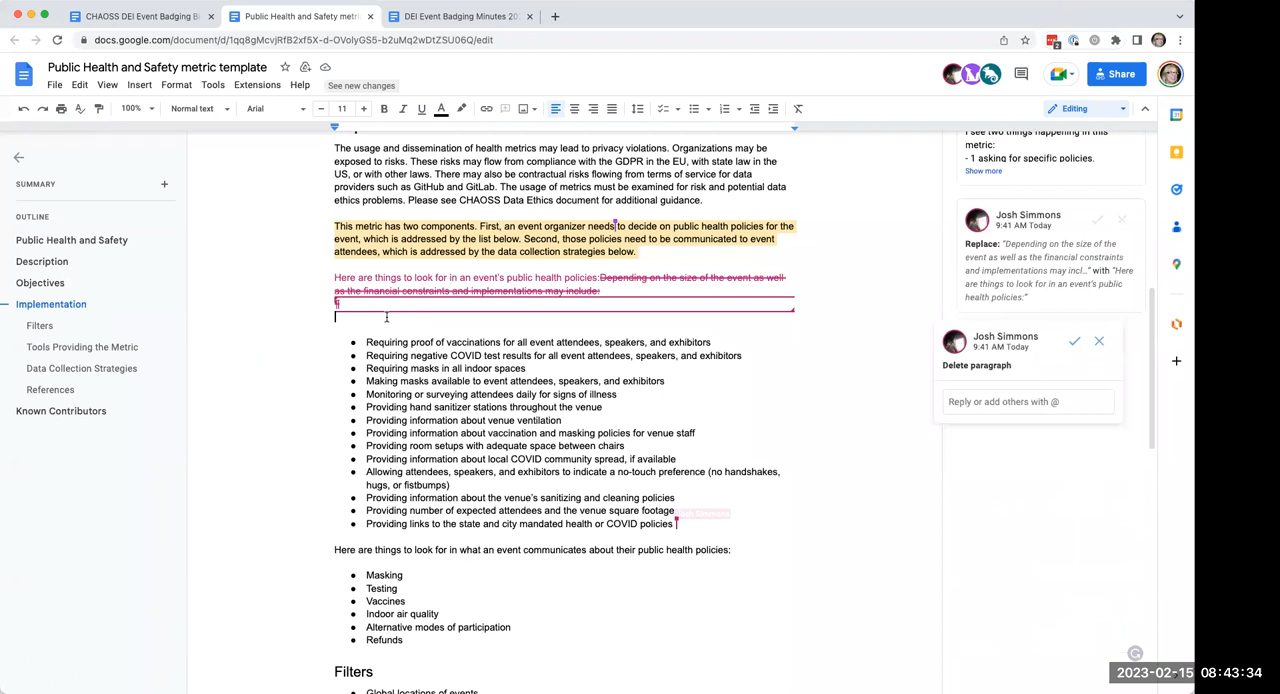 CHAOSS DEI Event Badging Bi
Public Health and Safety metri
DEI Event Badging Minutes 202
docs.google.com/document/d/1qq8gMcvjRfB2xf5X-d-OVolyGS5-b2uMq2wDtZSU06Q/edit
2
Public Health and Safety metric template
File Edit View Insert Format Tools Extensions Help See new changes
Share
100% Normal text Arial 11 B I U A Editing
SUMMARY
OUTLINE
Public Health and Safety
Description
Objectives
Implementation
Filters
Tools Providing the Metric
Data Collection Strategies
References
Known Contributors
The usage and dissemination of health metrics may lead to privacy violations. Organizations may be
exposed to risks. These risks may flow from compliance with the GDPR in the EU, with state law in the
US, or with other laws. There may also be contractual risks flowing from terms of service for data
providers such as GitHub and GitLab. The usage of metrics must be examined for risk and potential data
ethics problems. Please see CHAOSS Data Ethics document for additional guidance.
This metric has two components. First, an event organizer needs to decide on public health policies for the
event, which is addressed by the list below. Second, those policies need to be communicated to event
attendees, which is addressed by the data collection strategies below.
Here are things to look for in an event's public health policies:Depending on the size of the event as well
as the financial constraints and implementations may include:
¶
● Requiring proof of vaccinations for all event attendees, speakers, and exhibitors
● Requiring negative COVID test results for all event attendees, speakers, and exhibitors
● Requiring masks in all indoor spaces
● Making masks available to event attendees, speakers, and exhibitors
● Monitoring or surveying attendees daily for signs of illness
● Providing hand sanitizer stations throughout the venue
● Providing information about venue ventilation
● Providing information about vaccination and masking policies for venue staff
● Providing room setups with adequate space between chairs
● Providing information about local COVID community spread, if available
● Allowing attendees, speakers, and exhibitors to indicate a no-touch preference (no handshakes,
hugs, or fistbumps)
● Providing information about the venue's sanitizing and cleaning policies
● Providing number of expected attendees and the venue square footage
Josh Simmons
● Providing links to the state and city mandated health or COVID policies
Here are things to look for in what an event communicates about their public health policies:
● Masking
● Testing
● Vaccines
● Indoor air quality
● Alternative modes of participation
● Refunds
Filters
● Global locations of events
I see two things happening in this
metric:
- 1 asking for specific policies.
Show more
Josh Simmons
9:41 AM Today
Replace: "Depending on the size of the
event as well as the financial constraints
and implementations may incl..." with "Here
are things to look for in an event's public
health policies:"
Josh Simmons
9:41 AM Today
Delete paragraph
Reply or add others with @
2023-02-15 08:43:34